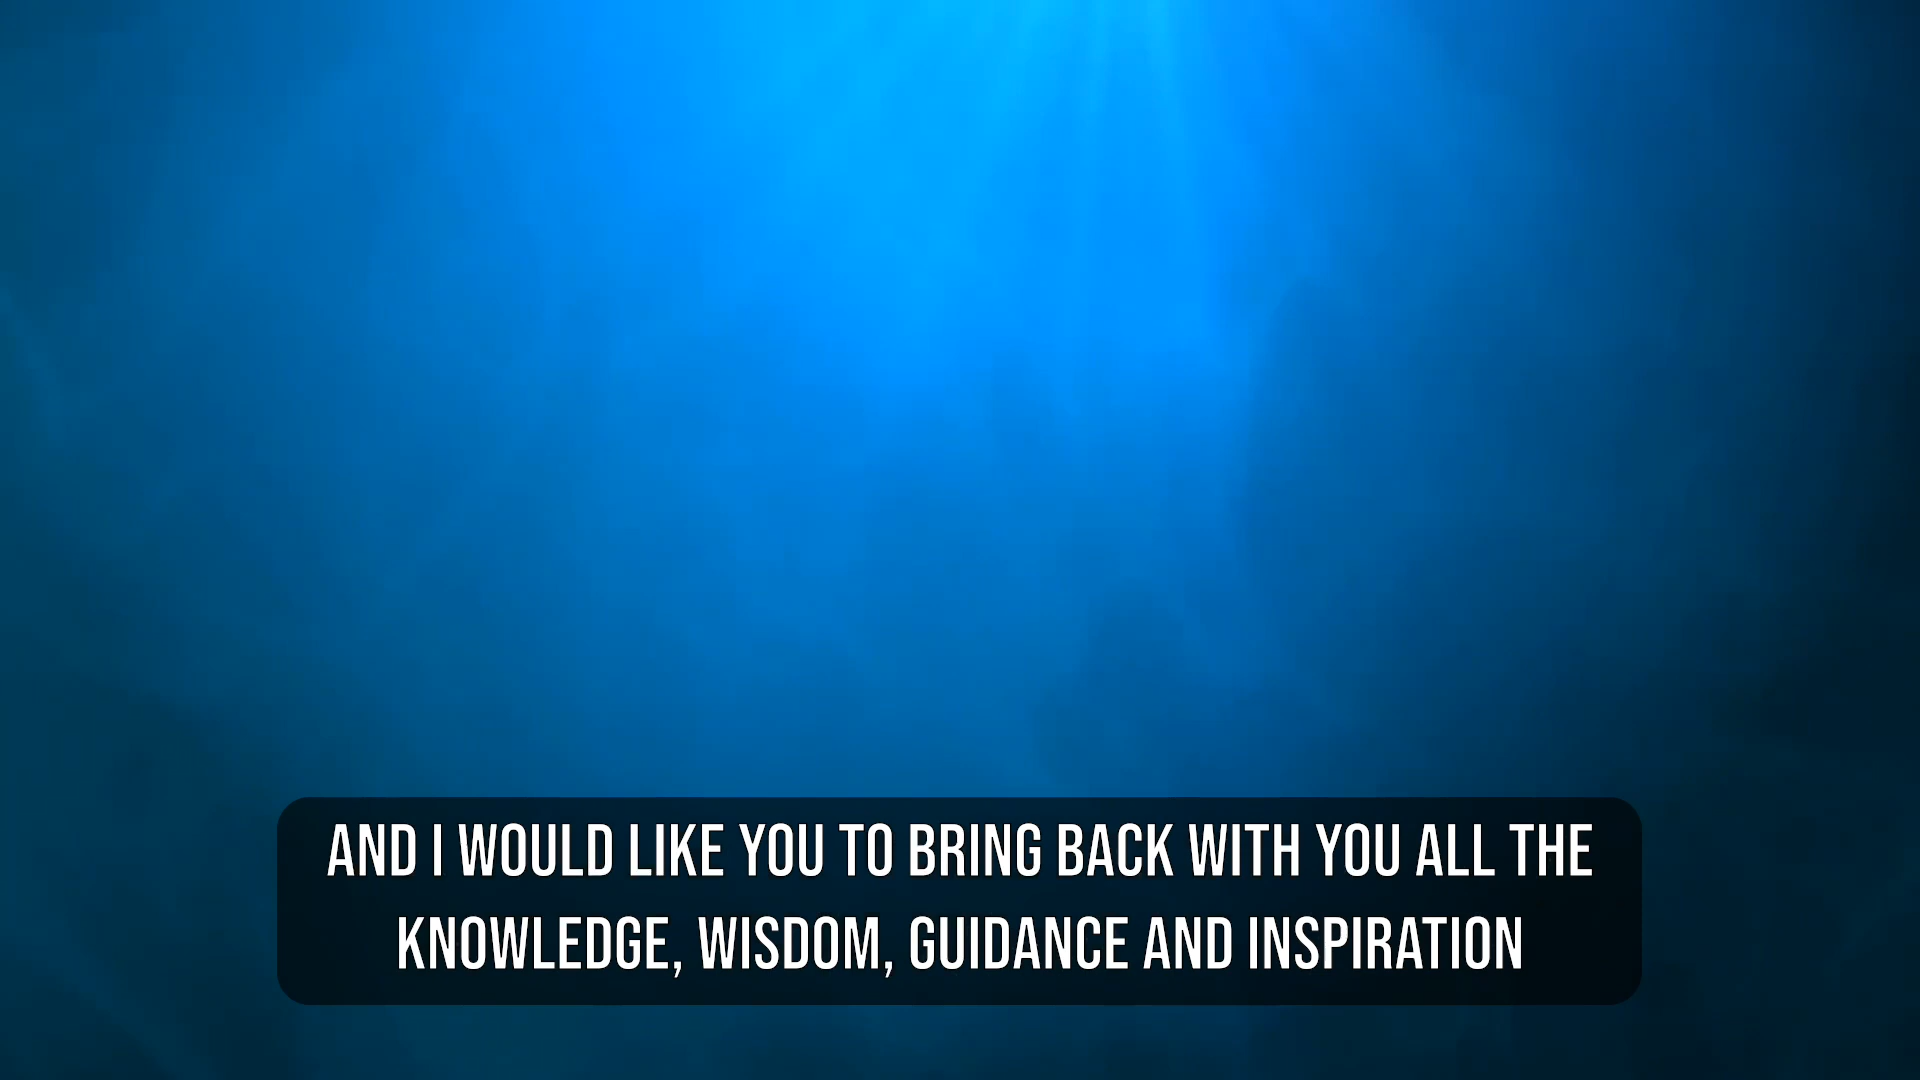 AND I WOULD LIKE YOU TO BRING BACK WITH YOU ALL THE
KNOWLEDGE, WISDOM, GUIDANCE AND INSPIRATION